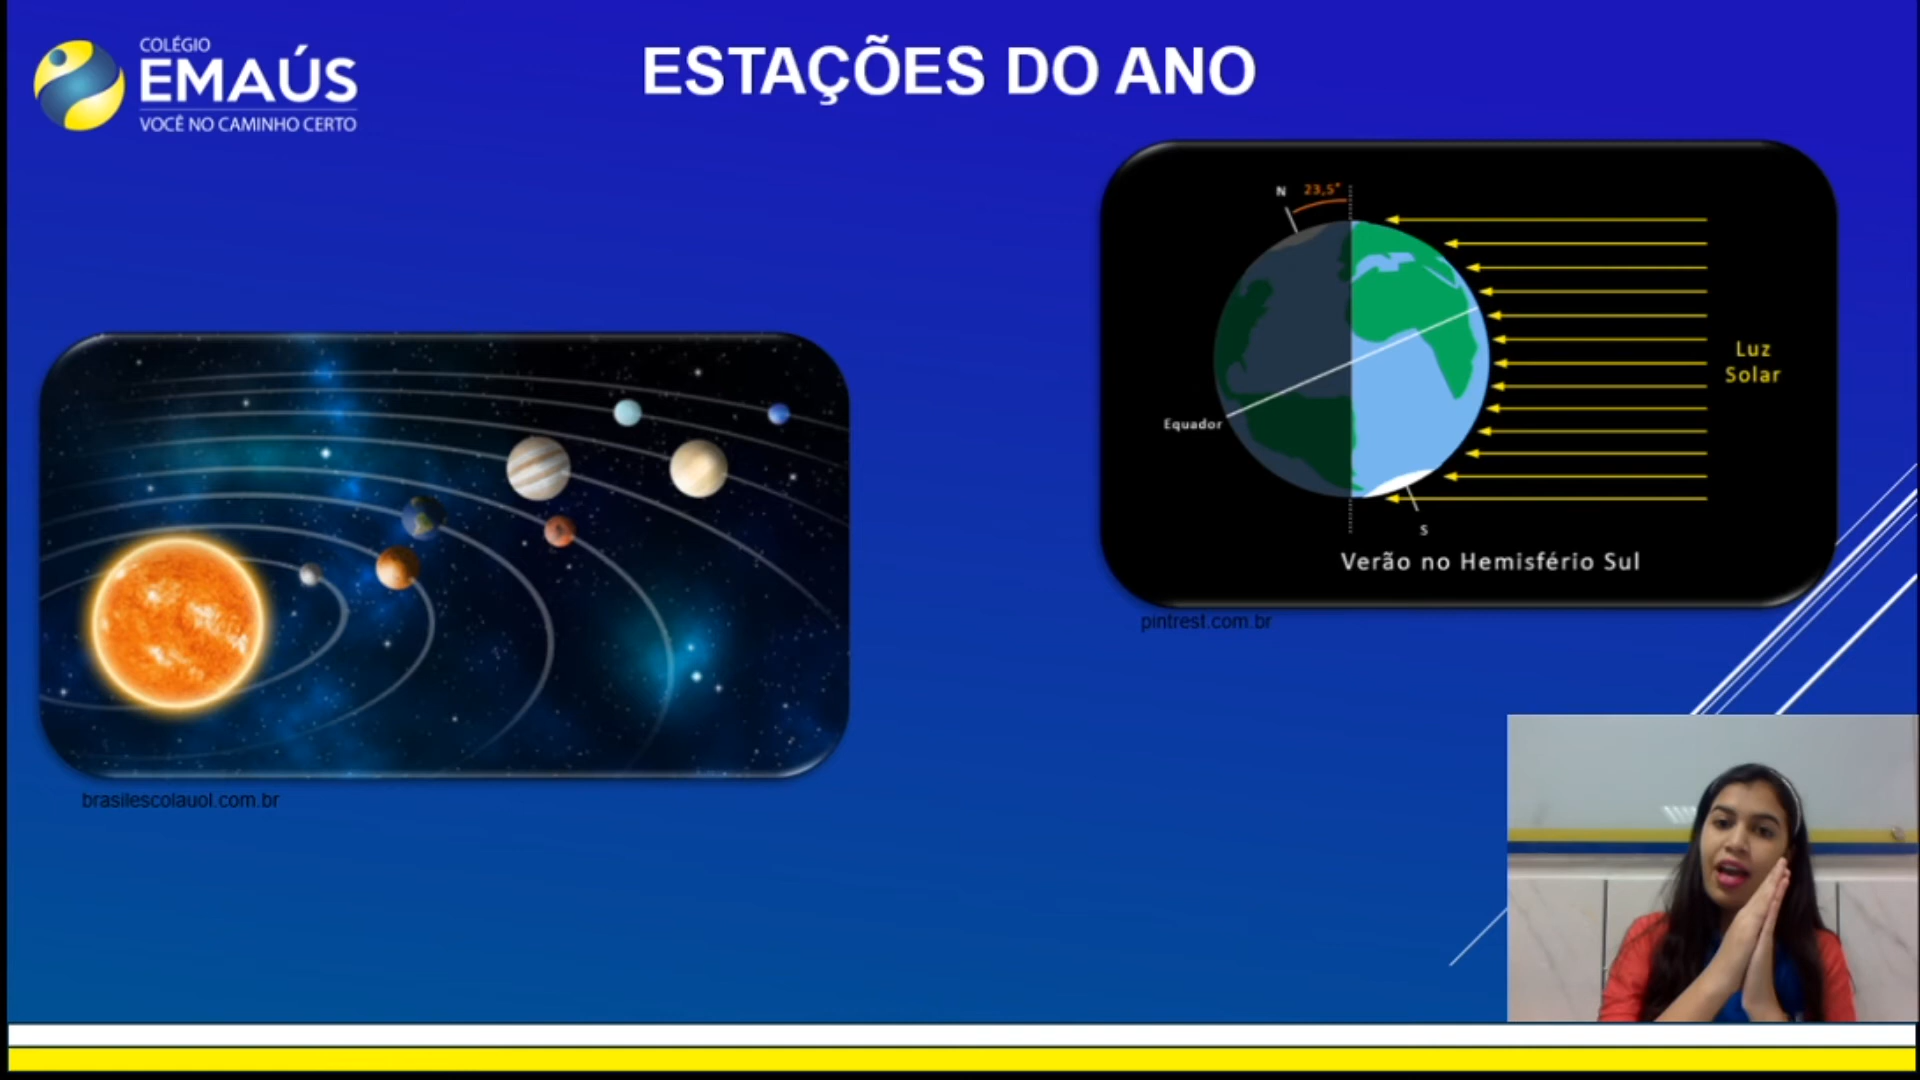 COLÉGIO
EMAÚS
VOCÊ NO CAMINHO CERTO
ESTAÇÕES DO ANO
N
23,5°
Luz
Solar
Equador
S
Verão no Hemisfério Sul
pintrest.com.br
brasilescolauol.com.br